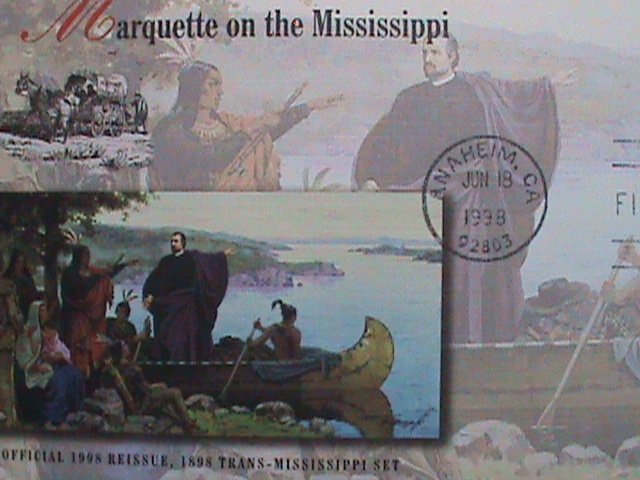 Marquette on the Mississippi
ANAHEIM, CA
JUN 18
1998
92803
FI
OFFICIAL 1998 REISSUE, 1898 TRANS-MISSISSIPPI SET